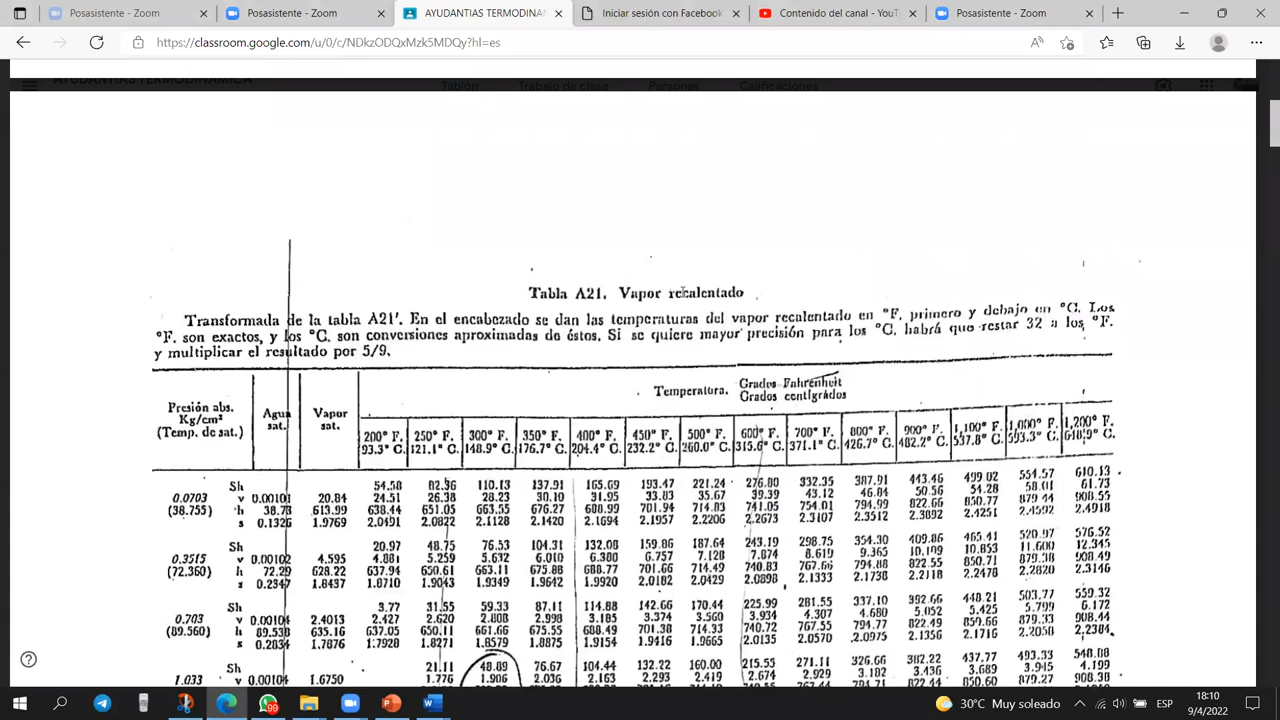 Posasistente - Zoom
Posasistente - Zoom
AYUDANTIAS TERMODINAM
Iniciar sesión con Facebook
Contenido del canal - YouT
Posasistente - Zoom
https://classroom.google.com/u/0/c/NDkzODQxMzk5MDQy?hl=es
AYUDANTIAS TERMODINAMICA
Tablón Trabajo de clase Personas Calificaciones
Tabla A21. Vapor recalentado
Transformada de la tabla A21'. En el encabezado se dan las temperaturas del vapor recalentado en °F, primero y debajo en °C. Los
°F. son exactos, y los °C. son conversiones aproximadas de éstos. Si se quiere mayor precisión para los °C, habrá que restar 32 a los °F.
y multiplicar el resultado por 5/9.
Presión abs.
Kg/cm²
(Temp. de sat.)
Agua
sat.
Vapor
sat.
Temperatura. Grados Fahrenheit
Grados centígrados
200° F. 250° F. 300° F. 350° F. 400° F. 450° F. 500° F. 600° F. 700° F. 800° F. 900° F. 1,100° F. 1,200° F.
93.3° C. 121.1° C. 148.9° C. 176.7° C. 204.4° C. 232.2° C. 260.0° C. 315.6° C. 371.1° C. 426.7° C. 482.2° C. 537.8° C. 593.3° C. 648.9° C.
Sh 54.58 82.36 110.13 137.91 165.69 193.47 221.24 276.80 332.35 387.91 443.46 499.02 554.57 610.13
0.0703 v 0.00101 20.84 24.51 26.38 28.23 30.10 31.95 33.83 35.67 39.39 43.12 46.84 50.56 54.28 58.01 61.73
(38.755) h 38.73 613.99 638.44 651.05 663.55 676.27 688.99 701.94 714.83 741.05 754.01 794.99 822.66 850.77 879.44 908.55
s 0.1326 1.9769 2.0491 2.0822 2.1128 2.1420 2.1694 2.1957 2.2206 2.2673 2.3107 2.3512 2.3892 2.4251 2.4592 2.4918
Sh 20.97 48.75 76.53 104.31 132.08 159.86 187.64 243.19 298.75 354.30 409.86 465.41 520.97 576.52
0.3515 v 0.00102 4.595 4.881 5.259 5.632 6.010 6.380 6.757 7.128 7.874 8.619 9.365 10.109 10.853 11.600 12.345
(72.360) h 72.29 628.22 637.94 650.61 663.11 675.88 688.77 701.66 714.49 740.83 767.66 794.88 822.55 850.71 879.38 908.49
s 0.2347 1.8437 1.8710 1.9043 1.9349 1.9642 1.9920 2.0182 2.0429 2.0898 2.1333 2.1738 2.2118 2.2478 2.2820 2.3146
Sh 3.77 31.55 59.33 87.11 114.88 142.66 170.44 225.99 281.55 337.10 392.66 448.21 503.77 559.32
0.703 v 0.00104 2.4013 2.427 2.620 2.808 2.998 3.185 3.374 3.560 3.934 4.307 4.680 5.052 5.425 5.799 6.172
(89.560) h 89.538 635.16 637.05 650.11 661.66 675.55 688.49 701.38 714.33 740.72 767.55 794.77 822.49 850.66 879.33 908.44
s 0.2834 1.7876 1.7928 1.8271 1.8579 1.8875 1.9154 1.9416 1.9665 2.0135 2.0570 2.0975 2.1356 2.1716 2.2058 2.2384
Sh 21.11 48.89 76.67 104.44 132.22 160.00 215.55 271.11 326.66 382.22 437.77 493.33 548.88
1.033 v 0.00104 1.6750 1.776 1.906 2.036 2.163 2.293 2.419 2.674 2.929 3.182 3.436 3.689 3.945 4.199
822.44 850.60 879.27 908.38
99
30°C Muy soleado
ESP
18:10
9/4/2022